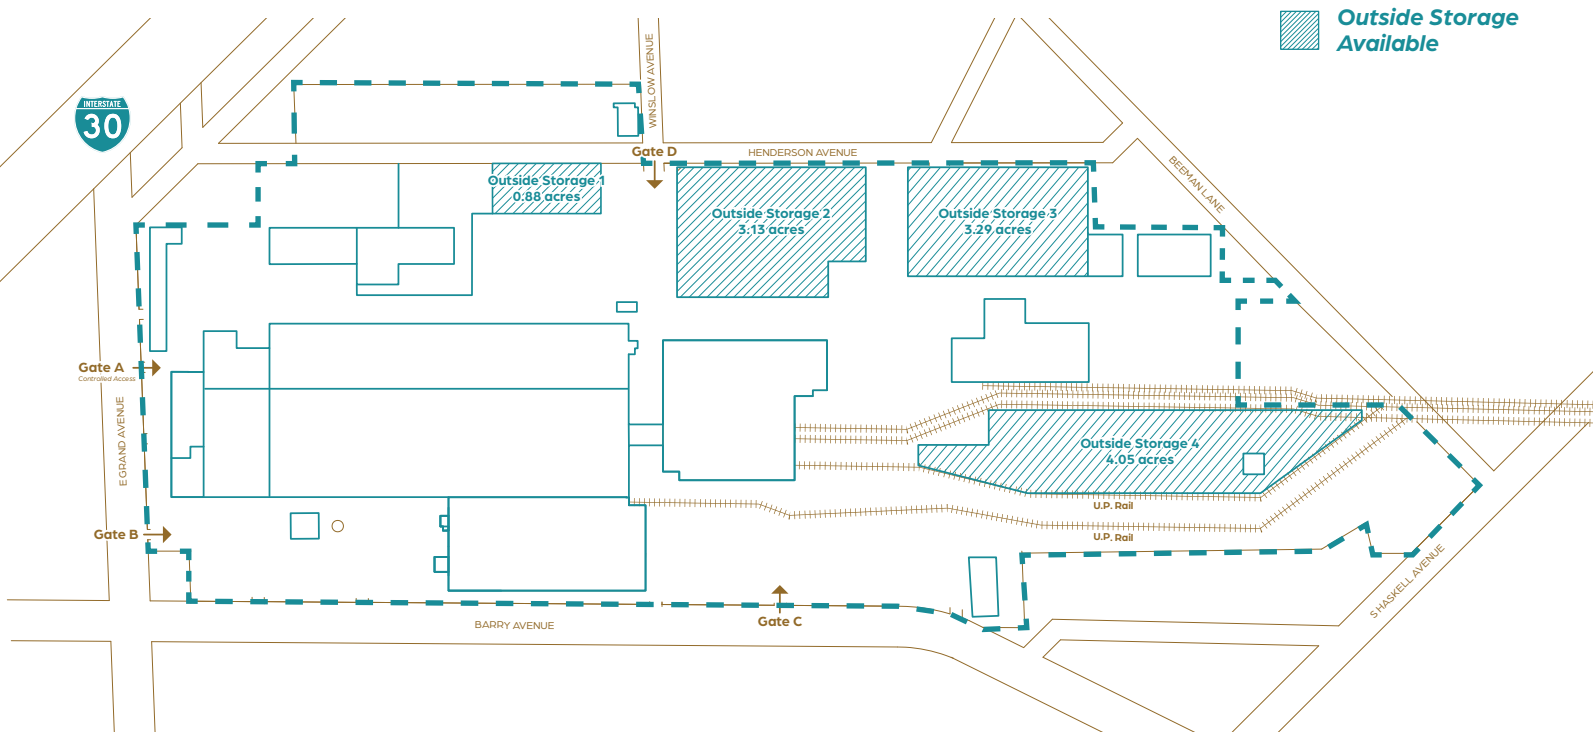 Outside Storage
Available
WINSLOW AVENUE
INTERSTATE
30
Gate D
HENDERSON AVENUE
BEEMAN LANE
Outside Storage 1
0.88 acres
Outside Storage 2
3.13 acres
Outside Storage 3
3.29 acres
Gate A
Controlled Access
E GRAND AVENUE
Outside Storage 4
4.05 acres
U.P. Rail
Gate B
U.P. Rail
S HASKELL AVENUE
Gate C
BARRY AVENUE